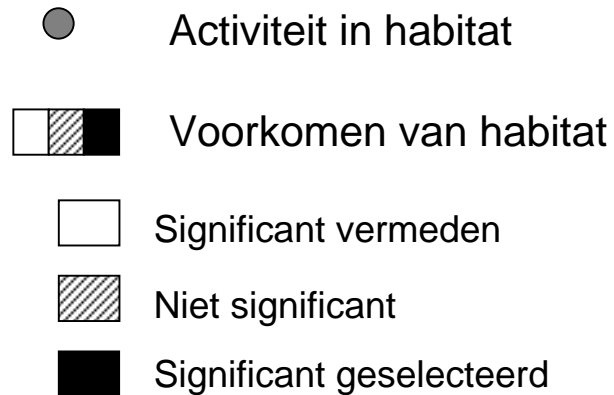 Activiteit in habitat
Voorkomen van habitat
Significant vermeden
Niet significant
Significant geselecteerd